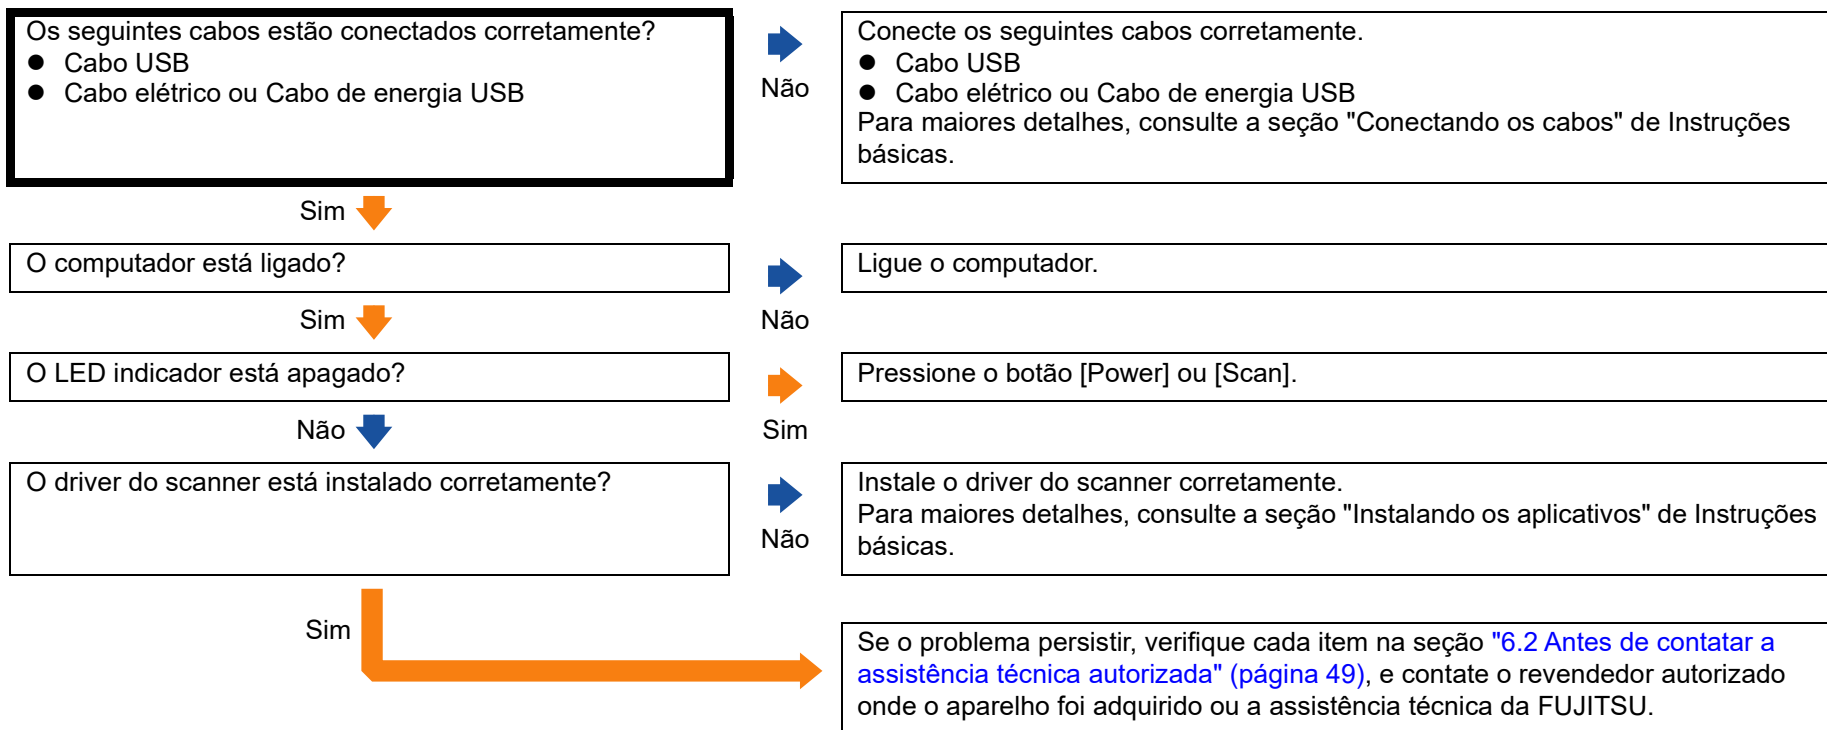 Os seguintes cabos estão conectados corretamente?
● Cabo USB
● Cabo elétrico ou Cabo de energia USB
Não
Conecte os seguintes cabos corretamente.
● Cabo USB
● Cabo elétrico ou Cabo de energia USB
Para maiores detalhes, consulte a seção "Conectando os cabos" de Instruções
básicas.
Sim
O computador está ligado?
Não
Ligue o computador.
Sim
O LED indicador está apagado?
Sim
Pressione o botão [Power] ou [Scan].
Não
O driver do scanner está instalado corretamente?
Não
Instale o driver do scanner corretamente.
Para maiores detalhes, consulte a seção "Instalando os aplicativos" de Instruções
básicas.
Sim
Se o problema persistir, verifique cada item na seção "6.2 Antes de contatar a
assistência técnica autorizada" (página 49), e contate o revendedor autorizado
onde o aparelho foi adquirido ou a assistência técnica da FUJITSU.